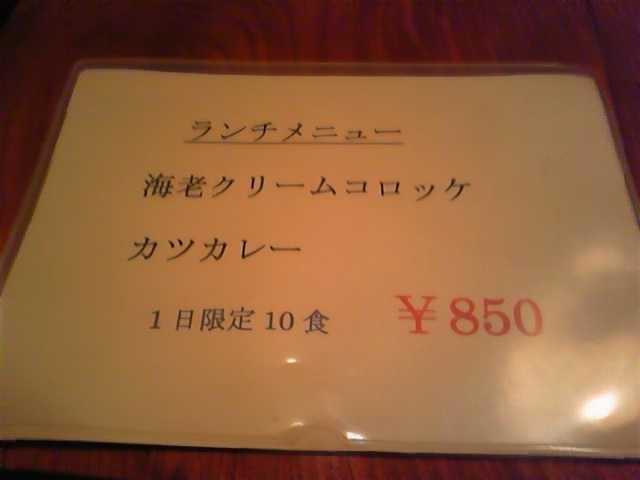 ランチメニュー
海老クリームコロッケ
カツカレー
1日限定10食 ¥850